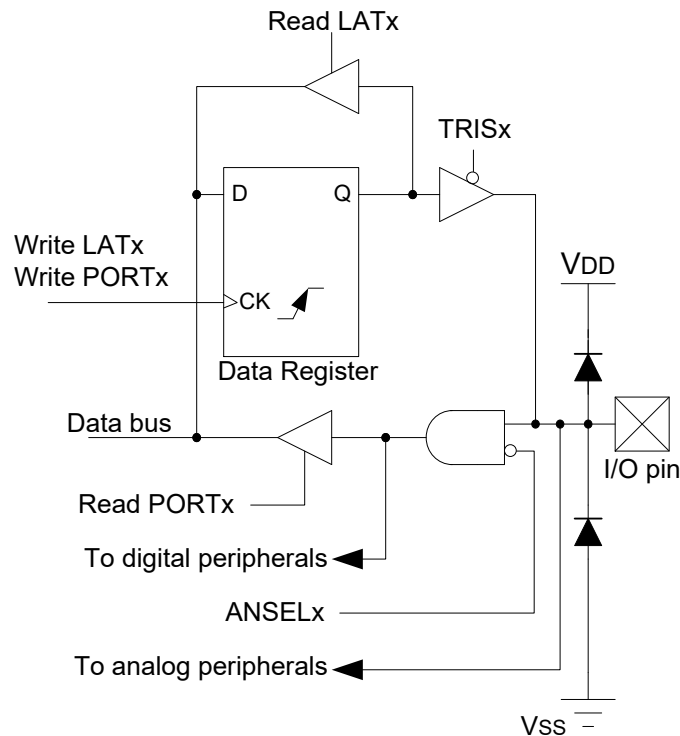 Read LATx
TRISx
D
Q
Write LATx
Write PORTx
CK
VDD
Data Register
Data bus
I/O pin
Read PORTx
To digital peripherals
ANSELx
To analog peripherals
VSS